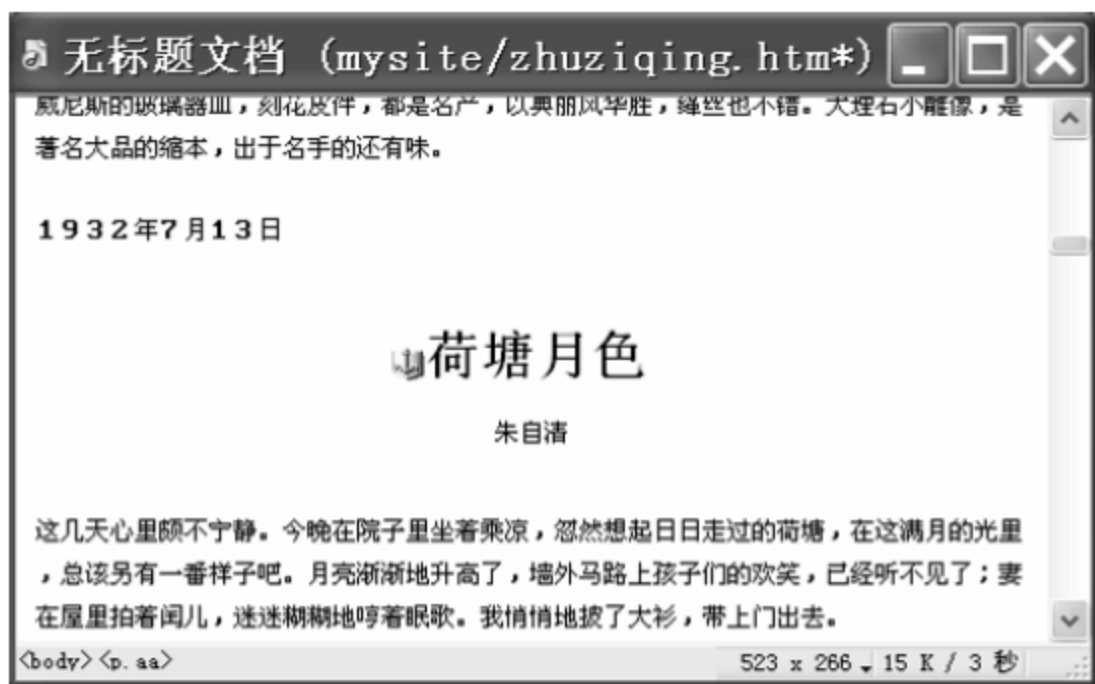 无标题文档 (mysite/zhuziqing.htm*)
威尼斯的玻璃器皿，刻花皮件，都是名产，以典丽风华胜，缂丝也不错。大理石小雕像，是
著名大品的缩本，出于名手的还有味。
1932年7月13日
荷塘月色
朱自清
这几天心里颇不宁静。今晚在院子里坐着乘凉，忽然想起日日走过的荷塘，在这满月的光里
，总该另有一番样子吧。月亮渐渐地升高了，墙外马路上孩子们的欢笑，已经听不见了；妻
在屋里拍着闰儿，迷迷糊糊地哼着眠歌。我悄悄地披了大衫，带上门出去。
<body><p.aa> 523 x 266 15 K / 3 秒